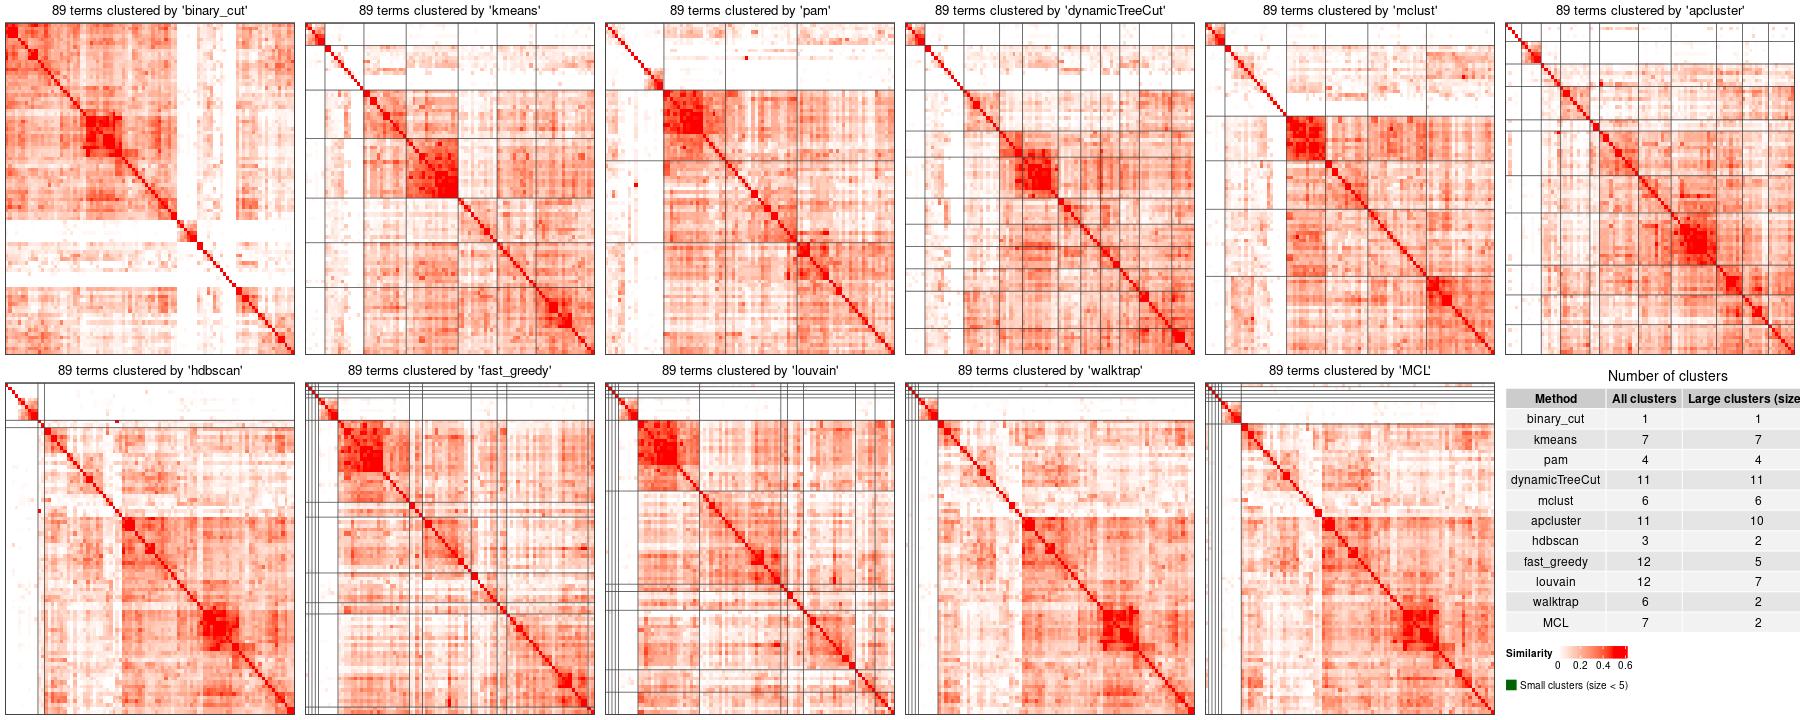 89 terms clustered by 'binary_cut'
89 terms clustered by 'kmeans'
89 terms clustered by 'pam'
89 terms clustered by 'dynamicTreeCut'
89 terms clustered by 'mclust'
89 terms clustered by 'apcluster'
89 terms clustered by 'hdbscan'
89 terms clustered by 'fast_greedy'
89 terms clustered by 'louvain'
89 terms clustered by 'walktrap'
89 terms clustered by 'MCL'
Number of clusters
Method All clusters Large clusters (size
binary_cut 1 1
kmeans 7 7
pam 4 4
dynamicTreeCut 11 11
mclust 6 6
apcluster 11 10
hdbscan 3 2
fast_greedy 12 5
louvain 12 7
walktrap 6 2
MCL 7 2
Similarity
0 0.2 0.4 0.6
Small clusters (size < 5)